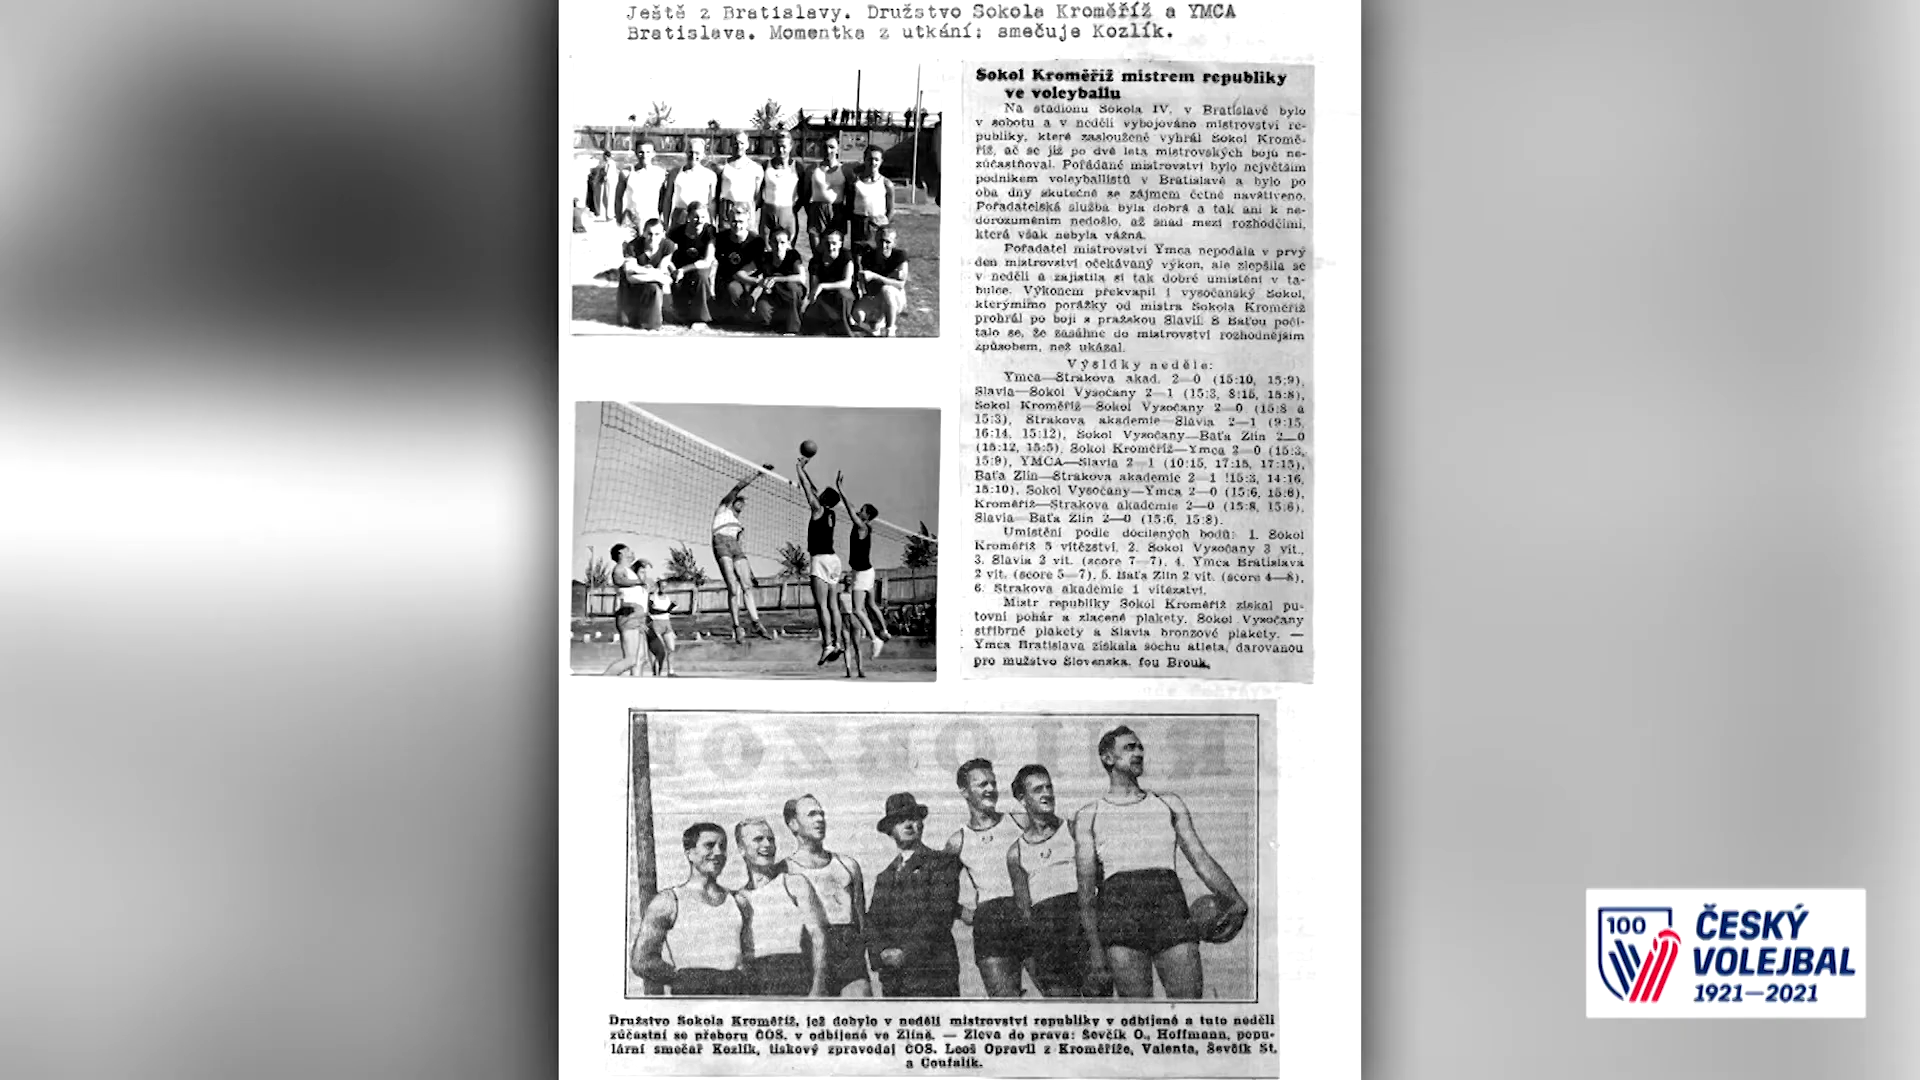 Ještě z Bratislavy. Družstvo Sokola Kroměříž a YMCA
Bratislava. Momentka z utkání: smečuje Kozlík.
Sokol Kroměříž mistrem republiky
ve voleyballu
Na stadionu Sokola IV. v Bratislavě bylo
v sobotu a v neděli vybojováno mistrovství re-
publiky, které zaslouženě vyhrál Sokol Kromě-
říž, ač se již po dvě léta mistrovských bojů ne-
zúčastňoval. Pořádané mistrovství bylo největším
podnikem voleyballistů v Bratislavě a bylo po
oba dny skutečně se zájmem četně navštíveno.
Pořadatelská služba byla dobrá a tak ani k ne-
dorozuměním nedošlo, až snad mezi rozhodčími,
která však nebyla vážná.
Pořadatel mistrovství Ymca nepodala v prvý
den mistrovství očekávaný výkon, ale zlepšila se
v neděli a zajistila si tak dobré umístění v ta-
bulce. Výkonem překvapil i vysočanský Sokol,
kterýmimo porážky od mistra Sokola Kroměříž
prohrál po boji s pražskou Slavií. S Baťou počí-
talo se, že zasáhne do mistrovství rozhodnějším
způsobem, než ukázal.
Výsledky neděle:
Ymca—Strakova akad. 2—0 (15:10, 15:9),
Slavia—Sokol Vysočany 2—1 (15:3, 8:15, 15:8),
Sokol Kroměříž—Sokol Vysočany 2—0 (15:8 a
15:3), Strakova akademie—Slavia 2—1 (9:15,
16:14, 15:12), Sokol Vysočany—Baťa Zlín 2—0
(15:12, 15:5), Sokol Kroměříž—Ymca 2—0 (15:3,
15:9), YMCA—Slavia 2—1 (10:15, 17:15, 17:15),
Baťa Zlín—Strakova akademie 2—1 (15:3, 14:16,
15:10), Sokol Vysočany—Ymca 2—0 (15:6, 15:6),
Kroměříž—Strakova akademie 2—0 (15:8, 15:6),
Slavia—Baťa Zlín 2—0 (15:6, 15:8).
Umístění podle docílených bodů: 1. Sokol
Kroměříž 5 vítězství, 2. Sokol Vysočany 3 vít.,
3. Slavia 2 vít. (score 7—7), 4. Ymca Bratislava
2 vít. (score 5—7), 5. Baťa Zlín 2 vít. (score 4—8),
6. Strakova akademie 1 vítězství.
Mistr republiky Sokol Kroměříž získal pu-
tovní pohár a zlacené plakety, Sokol Vysočany
stříbrné plakety a Slavia bronzové plakety. —
Ymca Bratislava získala sochu atleta, darovanou
pro mužstvo Slovenska. fou Brouk.
Družstvo Sokola Kroměříž, jež dobylo v neděli mistrovství republiky v odbíjené a tuto neděli
zúčastní se přeboru ČOS. v odbíjené ve Zlíně. — Zleva do prava: Ševčík O., Hoffmann, popu-
lární smečař Kozlík, tiskový zpravodaj ČOS. Leoš Opravil z Kroměříže, Valenta, Ševčík St.
a Coufalík.
100 ČESKÝ
VOLEJBAL
1921—2021